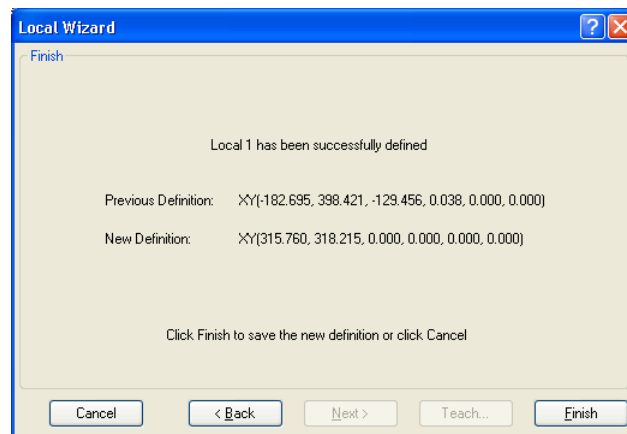 Local Wizard
Finish
Local 1 has been successfully defined
Previous Definition: XY(-182.695, 398.421, -129.456, 0.038, 0.000, 0.000)
New Definition: XY(315.760, 318.215, 0.000, 0.000, 0.000, 0.000)
Click Finish to save the new definition or click Cancel
Cancel < Back Next > Teach... Finish